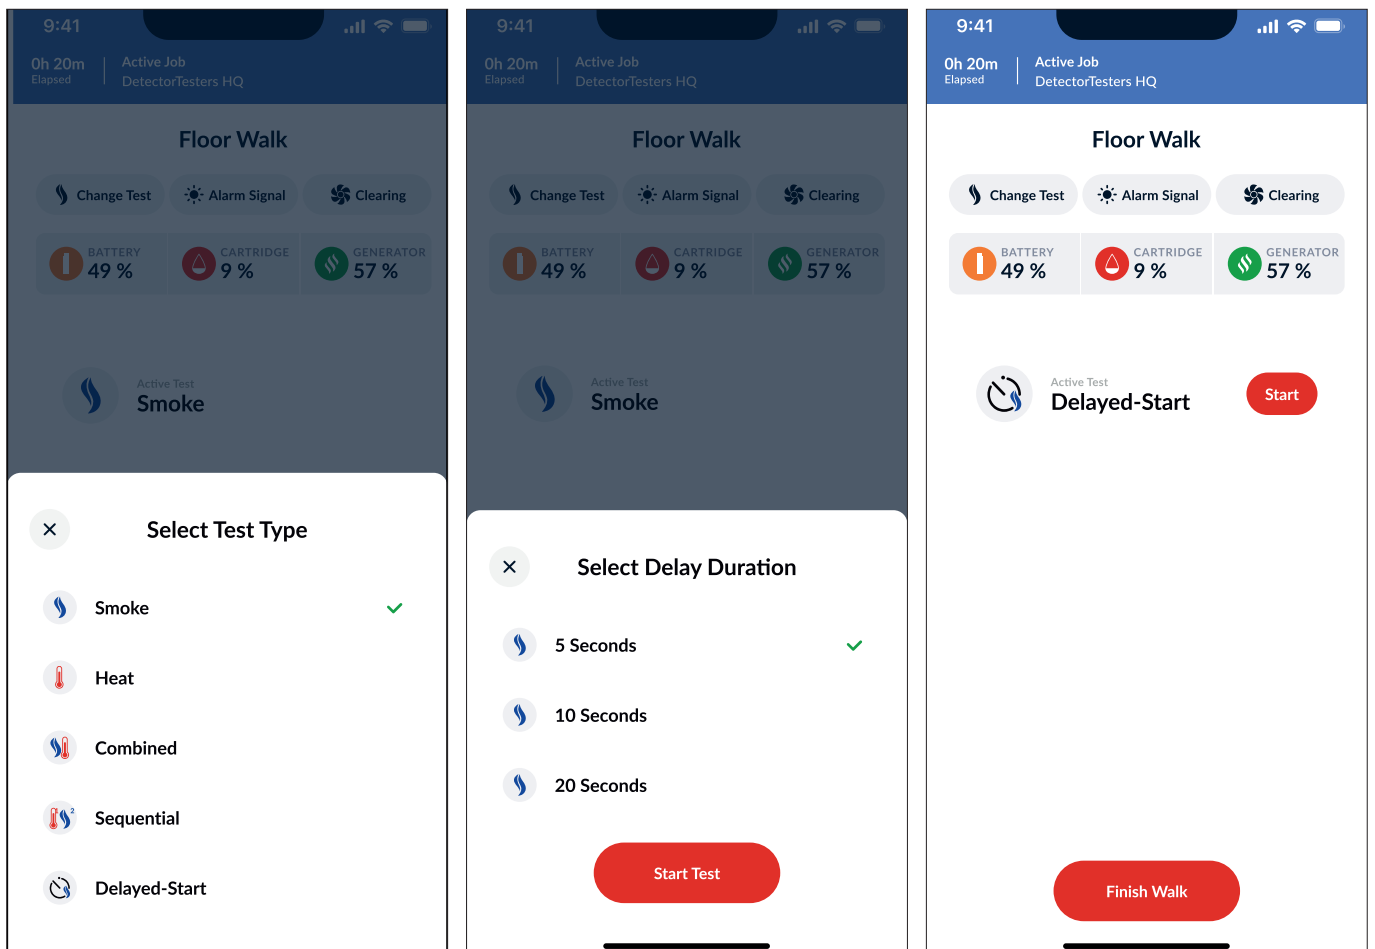 9:41
0h 20m
Elapsed
Active Job
DetectorTesters HQ
Floor Walk
Change Test
Alarm Signal
Clearing
BATTERY
49 %
CARTRIDGE
9 %
GENERATOR
57 %
Active Test
Smoke
Select Test Type
Smoke
Heat
Combined
2
Sequential
Delayed-Start
9:41
0h 20m
Elapsed
Active Job
DetectorTesters HQ
Floor Walk
Change Test
Alarm Signal
Clearing
BATTERY
49 %
CARTRIDGE
9 %
GENERATOR
57 %
Active Test
Smoke
Select Delay Duration
5 Seconds
10 Seconds
20 Seconds
Start Test
9:41
0h 20m
Elapsed
Active Job
DetectorTesters HQ
Floor Walk
Change Test
Alarm Signal
Clearing
BATTERY
49 %
CARTRIDGE
9 %
GENERATOR
57 %
Active Test
Delayed-Start
Start
Finish Walk